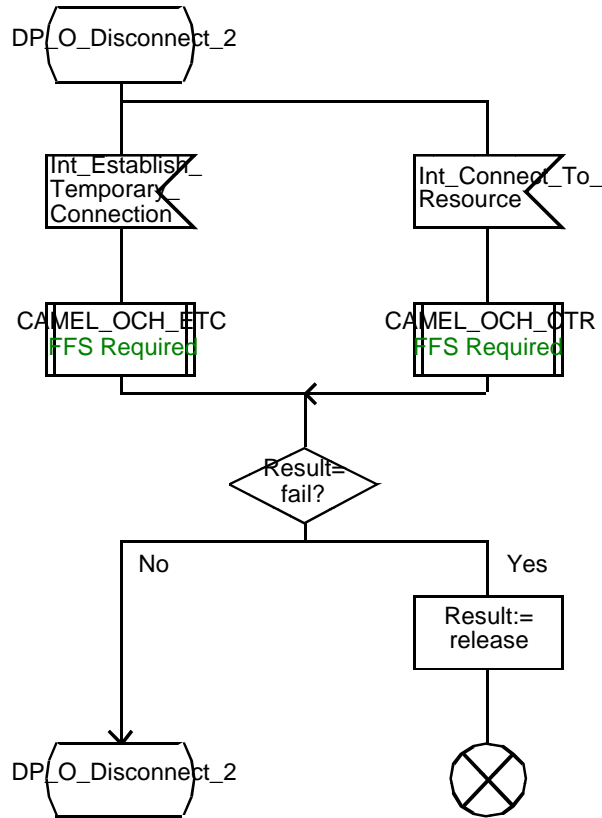 DP_O_Disconnect_2
Int_Establish_
Temporary_
Connection
Int_Connect_To_
Resource
CAMEL_OCH_ETC
FFS Required
CAMEL_OCH_CTR
FFS Required
Result=
fail?
No
Yes
Result:=
release
DP_O_Disconnect_2